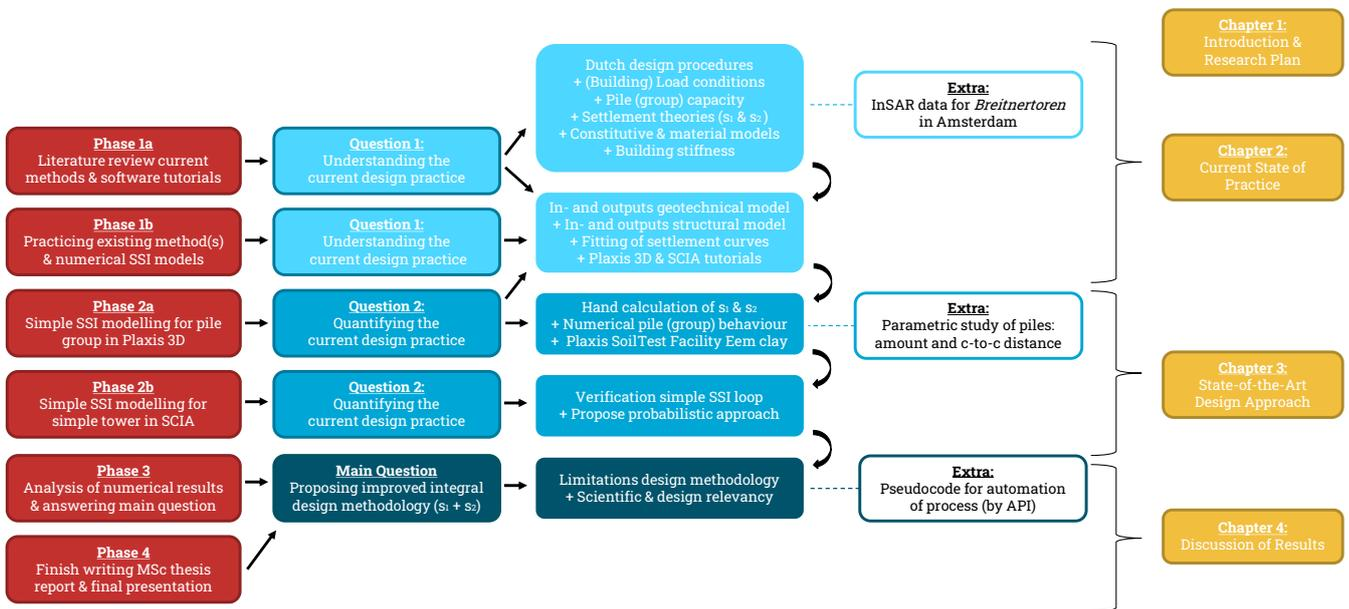 Phase 1a
Literature review current
methods & software tutorials
Phase 1b
Practicing existing method(s)
& numerical SSI models
Phase 2a
Simple SSI modelling for pile
group in Plaxis 3D
Phase 2b
Simple SSI modelling for
simple tower in SCIA
Phase 3
Analysis of numerical results
& answering main question
Phase 4
Finish writing MSc thesis
report & final presentation
Question 1:
Understanding the
current design practice
Question 1:
Understanding the
current design practice
Question 2:
Quantifying the
current design practice
Question 2:
Quantifying the
current design practice
Main Question
Proposing improved integral
design methodology (s₁ + s₂)
Dutch design procedures
+ (Building) Load conditions
+ Pile (group) capacity
+ Settlement theories (s₁ & s₂)
+ Constitutive & material models
+ Building stiffness
In- and outputs geotechnical model
+ In- and outputs structural model
+ Fitting of settlement curves
+ Plaxis 3D & SCIA tutorials
Hand calculation of s₁ & s₂
+ Numerical pile (group) behaviour
+ Plaxis SoilTest Facility Eem clay
Verification simple SSI loop
+ Propose probabilistic approach
Limitations design methodology
+ Scientific & design relevancy
Extra:
InSAR data for Breitnertoren
in Amsterdam
Extra:
Parametric study of piles:
amount and c-to-c distance
Extra:
Pseudocode for automation
of process (by API)
Chapter 1:
Introduction &
Research Plan
Chapter 2:
Current State of
Practice
Chapter 3:
State-of-the-Art
Design Approach
Chapter 4:
Discussion of Results